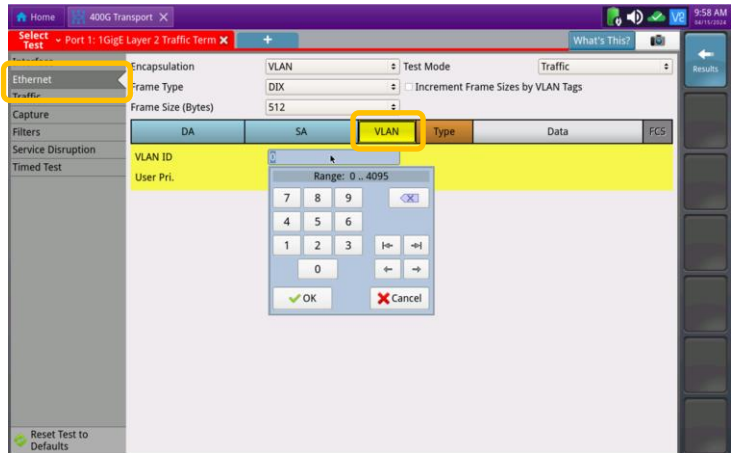 Home 400G Transport X V2 9:58 AM
04/15/2024
Select Test Port 1: 1GigE Layer 2 Traffic Term X + What's This?
Results
Interface
Ethernet
Traffic
Capture
Filters
Service Disruption
Timed Test
Encapsulation VLAN Test Mode Traffic
Frame Type DIX Increment Frame Sizes by VLAN Tags
Frame Size (Bytes) 512
DA SA VLAN Type Data FCS
VLAN ID
User Pri.
Range: 0 .. 4095
7 8 9
4 5 6
1 2 3
0
OK Cancel
Reset Test to
Defaults